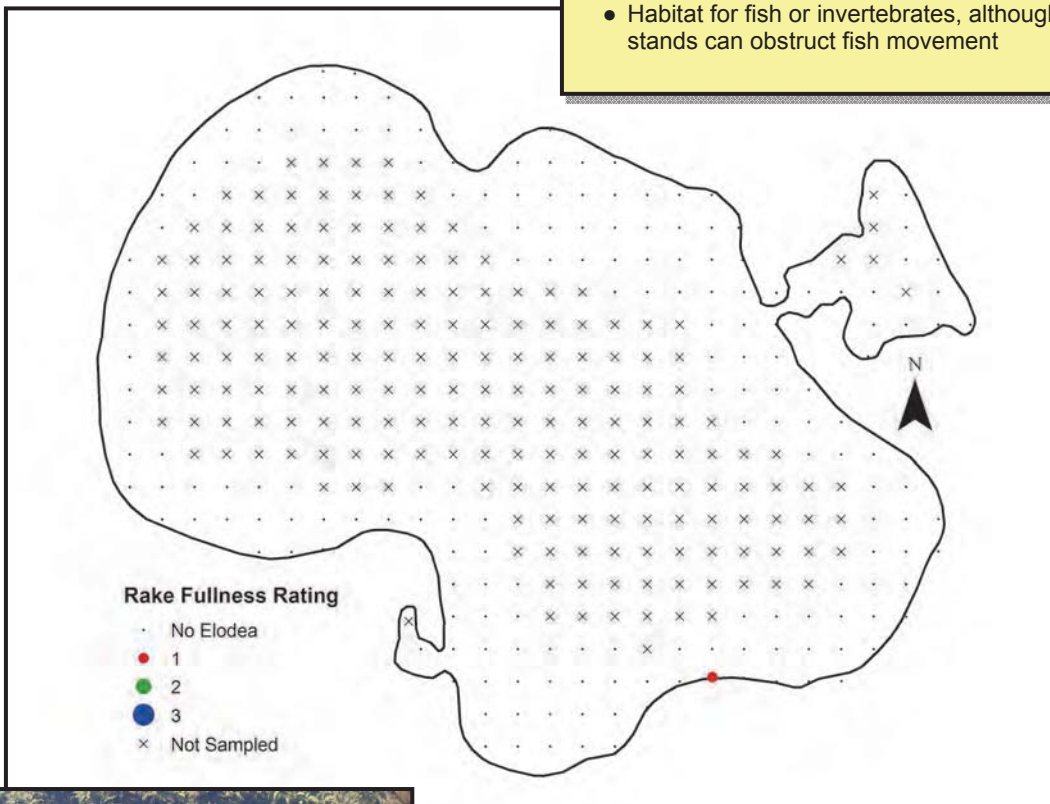 ● Habitat for fish or invertebrates, although
stands can obstruct fish movement
N
Rake Fullness Rating
No Elodea
1
2
3
Not Sampled